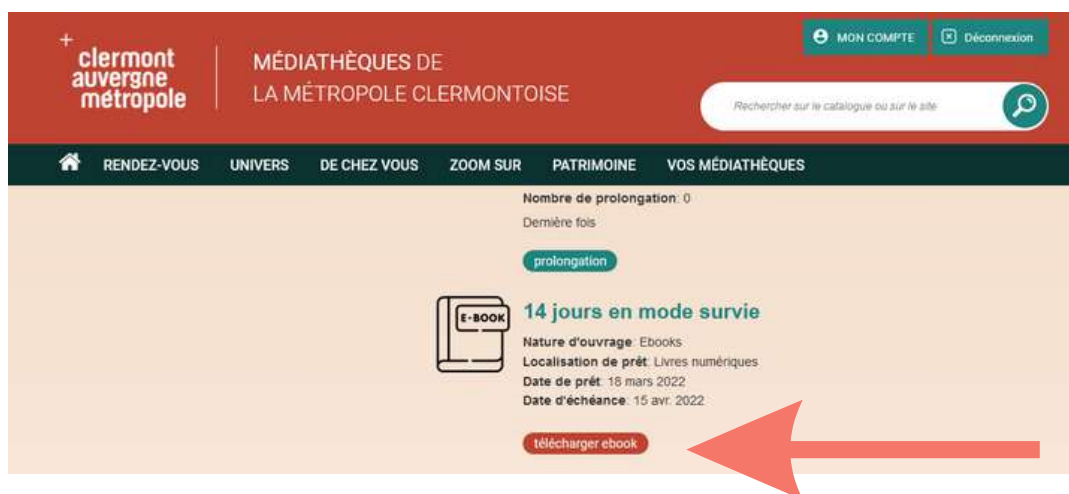 MON COMPTE
Déconnexion
+
clermont
auvergne
métropole
MÉDIATHÈQUES DE
LA MÉTROPOLE CLERMONTOISE
Rechercher sur le catalogue ou sur le site
RENDEZ-VOUS UNIVERS DE CHEZ VOUS ZOOM SUR PATRIMOINE VOS MÉDIATHÈQUES
Nombre de prolongation: 0
Dernière fois
prolongation
E-BOOK
14 jours en mode survie
Nature d'ouvrage: Ebooks
Localisation de prêt: Livres numériques
Date de prêt: 18 mars 2022
Date d'échéance: 15 avr. 2022
télécharger ebook